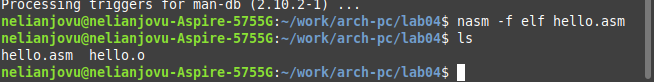 Processing triggers for man-db (2.10.2-1) ...
nelianjovu@nelianjovu-Aspire-5755G:~/work/arch-pc/lab04$ nasm -f elf hello.asm
nelianjovu@nelianjovu-Aspire-5755G:~/work/arch-pc/lab04$ ls
hello.asm  hello.o
nelianjovu@nelianjovu-Aspire-5755G:~/work/arch-pc/lab04$